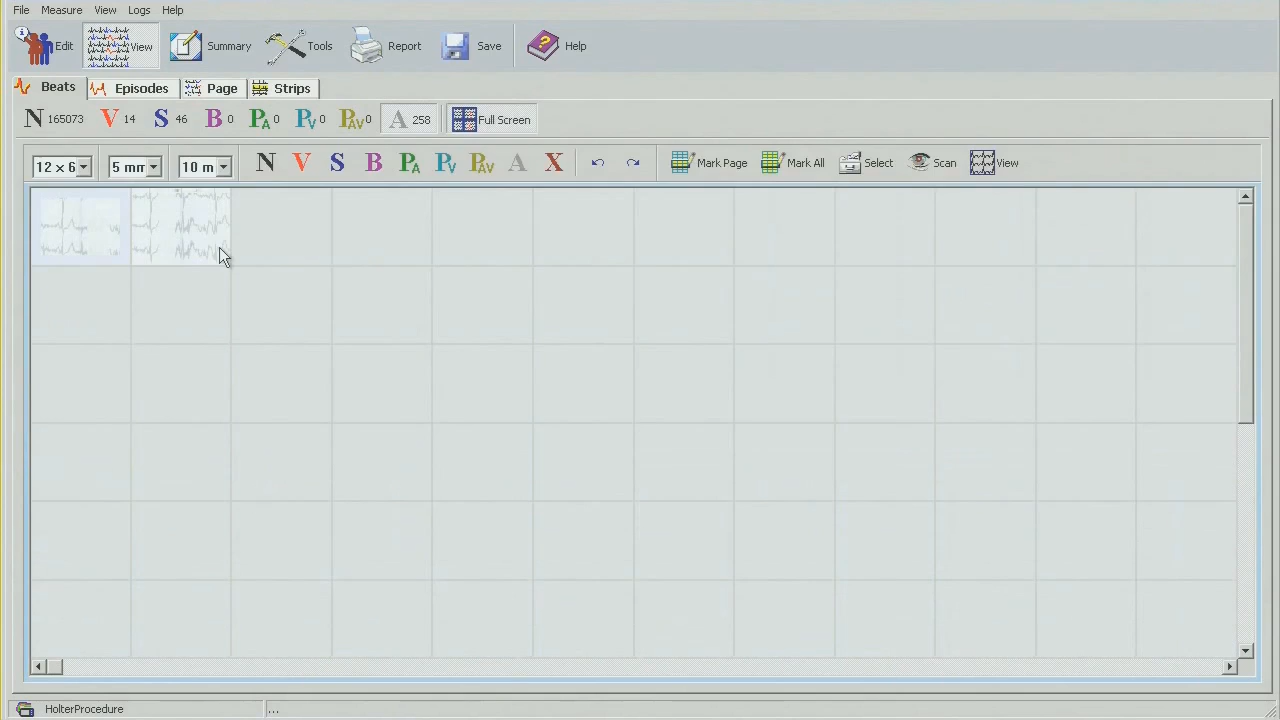 File Measure View Logs Help
Edit View Summary Tools Report Save Help
Beats Episodes Page Strips
N 165073 V 14 S 46 B 0 PA 0 PV 0 PAV 0 A 258 Full Screen
12 x 6 5 mm 10 m N V S B PA PV PAV A X Mark Page Mark All Select Scan View
HolterProcedure ...